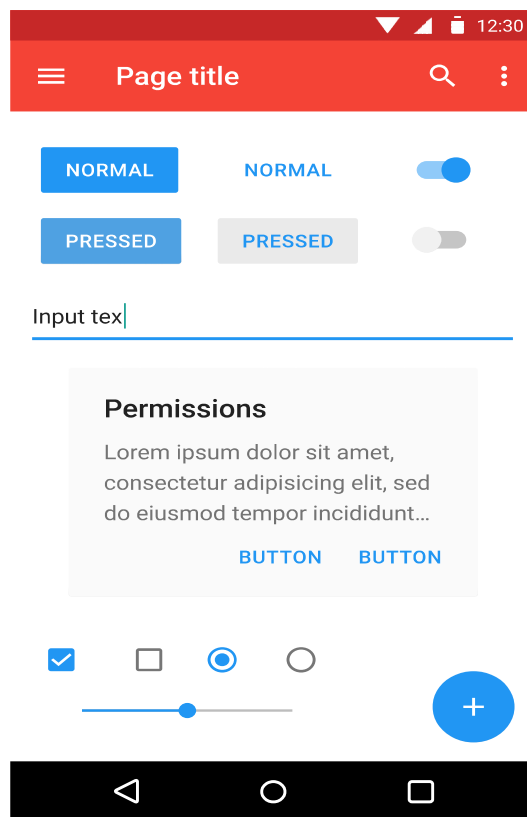 12:30
Page title
NORMAL NORMAL
PRESSED PRESSED
Input tex
Permissions
Lorem ipsum dolor sit amet,
consectetur adipisicing elit, sed
do eiusmod tempor incididunt...
BUTTON BUTTON